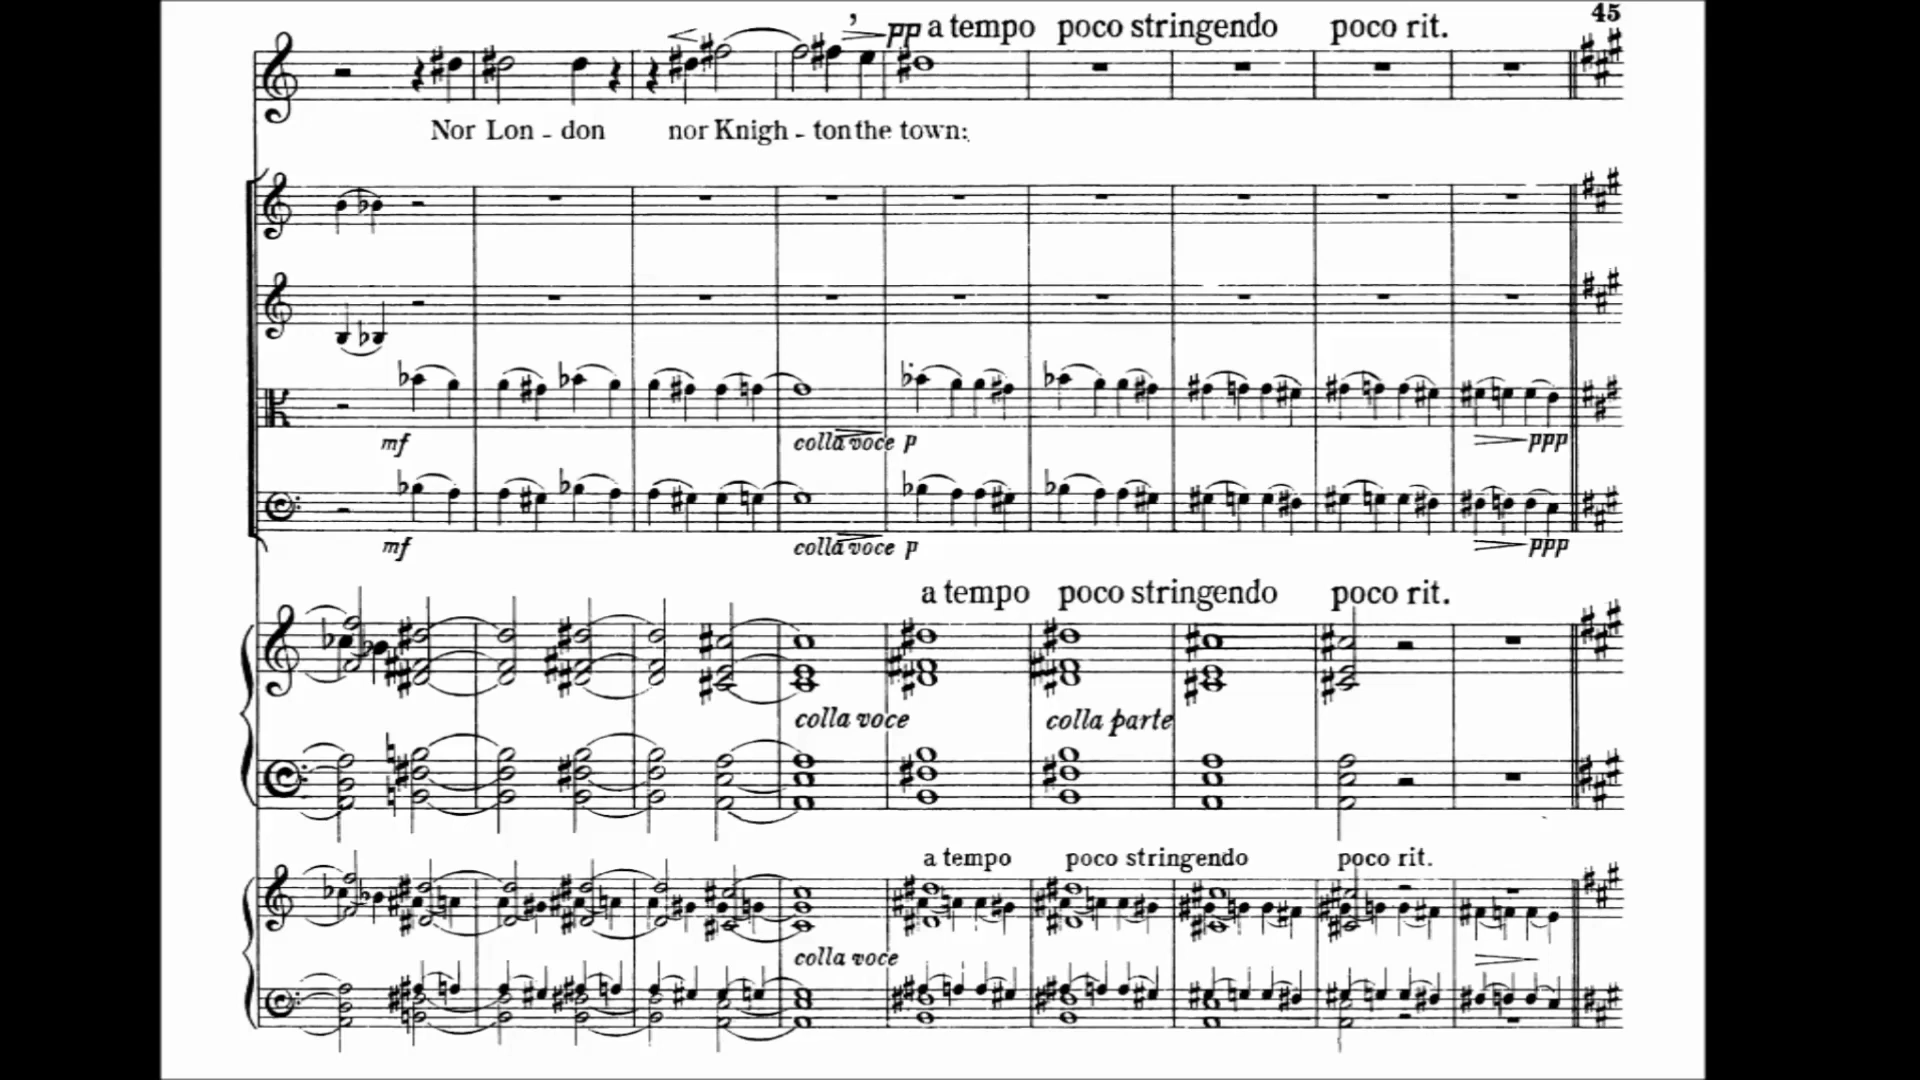 45
pp a tempo poco stringendo poco rit.
Nor Lon - don nor Knigh - ton the town:
mf colla voce p ppp
mf colla voce p ppp
a tempo poco stringendo poco rit.
colla voce colla parte
a tempo poco stringendo poco rit.
colla voce